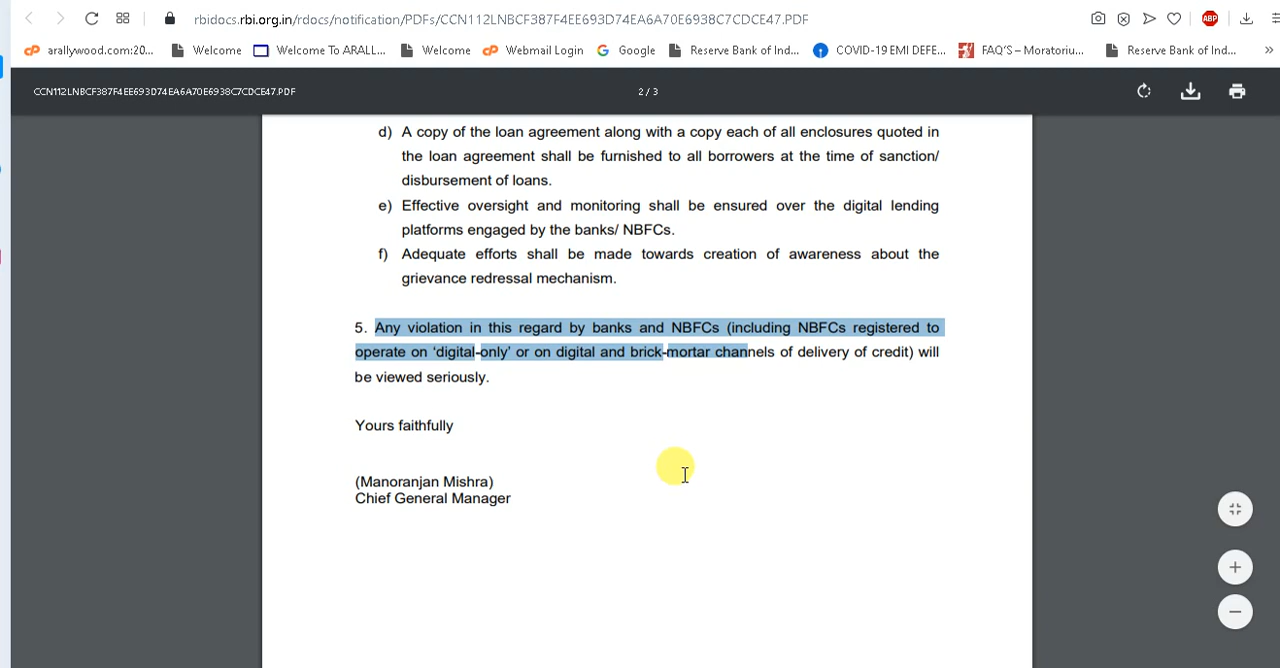 rbidocs.rbi.org.in/rdocs/notification/PDFs/CCN112LNBCF387F4EE693D74EA6A70E6938C7CDCE47.PDF
ABP
arallywood.com:20... Welcome Welcome To ARALL... Welcome Webmail Login Google Reserve Bank of Ind... COVID-19 EMI DEFE... FAQ'S – Moratoriu... Reserve Bank of Ind... »
CCN112LNBCF387F4EE693D74EA6A70E6938C7CDCE47.PDF 2 / 3
d) A copy of the loan agreement along with a copy each of all enclosures quoted in
the loan agreement shall be furnished to all borrowers at the time of sanction/
disbursement of loans.
e) Effective oversight and monitoring shall be ensured over the digital lending
platforms engaged by the banks/ NBFCs.
f) Adequate efforts shall be made towards creation of awareness about the
grievance redressal mechanism.
5. Any violation in this regard by banks and NBFCs (including NBFCs registered to
operate on ‘digital-only’ or on digital and brick-mortar channels of delivery of credit) will
be viewed seriously.
Yours faithfully
(Manoranjan Mishra)
Chief General Manager